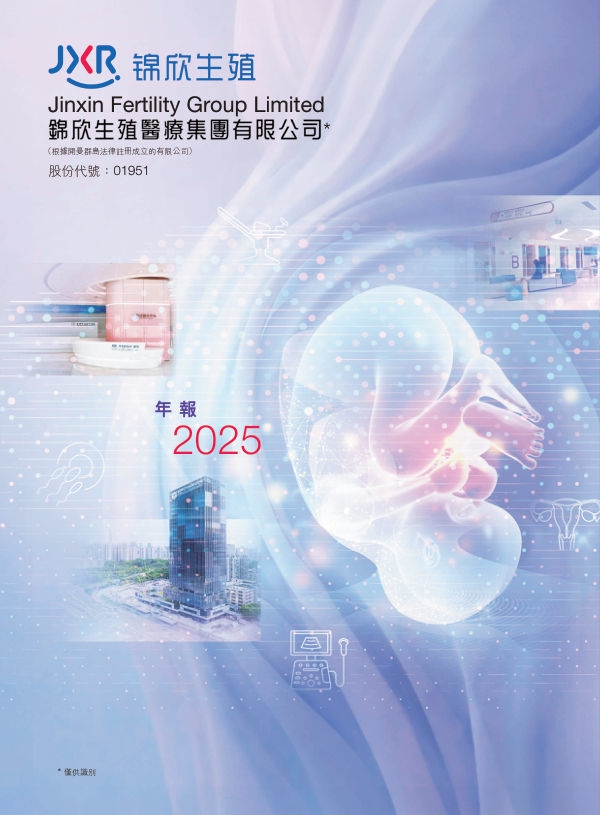 JXR 锦欣生殖
Jinxin Fertility Group Limited
錦欣生殖醫療集團有限公司*
(根據開曼群島法律註冊成立的有限公司)
股份代號：01951
B
年報
2025
* 僅供識別